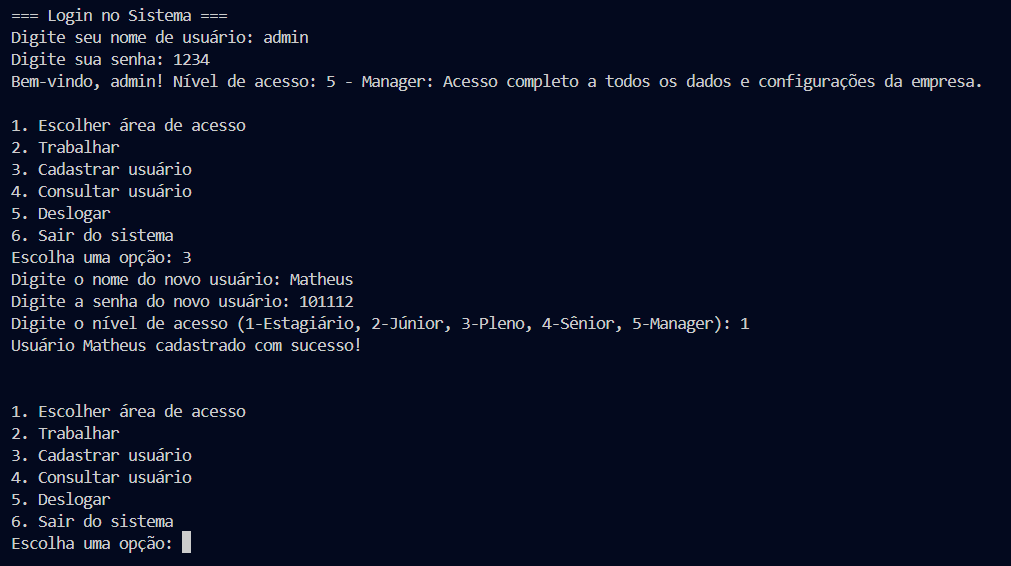 === Login no Sistema ===
Digite seu nome de usuário: admin
Digite sua senha: 1234
Bem-vindo, admin! Nível de acesso: 5 - Manager: Acesso completo a todos os dados e configurações da empresa.
1. Escolher área de acesso
2. Trabalhar
3. Cadastrar usuário
4. Consultar usuário
5. Deslogar
6. Sair do sistema
Escolha uma opção: 3
Digite o nome do novo usuário: Matheus
Digite a senha do novo usuário: 101112
Digite o nível de acesso (1-Estagiário, 2-Júnior, 3-Pleno, 4-Sênior, 5-Manager): 1
Usuário Matheus cadastrado com sucesso!
1. Escolher área de acesso
2. Trabalhar
3. Cadastrar usuário
4. Consultar usuário
5. Deslogar
6. Sair do sistema
Escolha uma opção: